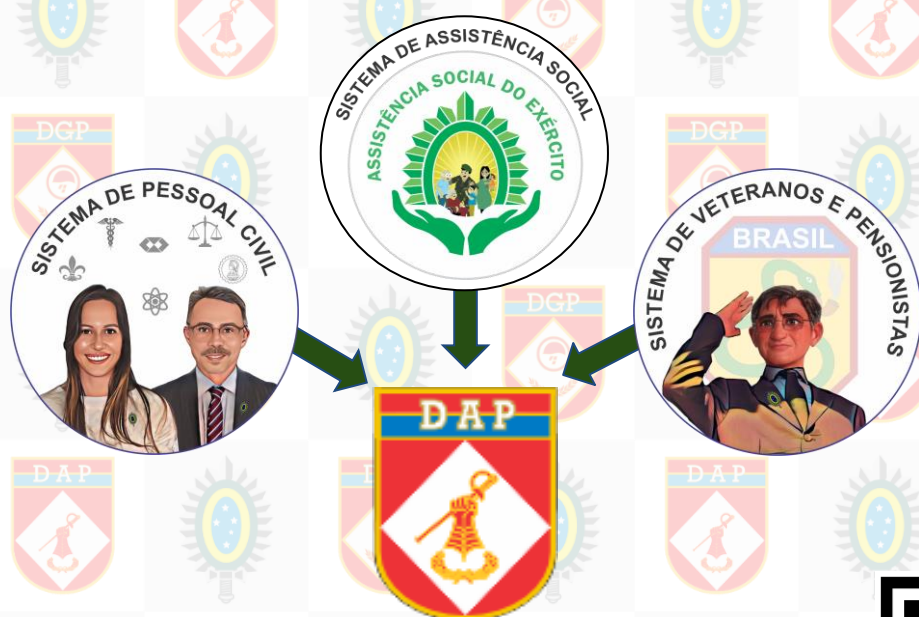 SISTEMA DE ASSISTÊNCIA SOCIAL
ASSISTÊNCIA SOCIAL DO EXÉRCITO
SISTEMA DE PESSOAL CIVIL
SISTEMA DE VETERANOS E PENSIONISTAS
BRASIL
DGP
DGP
DGP
DAP
DAP
DAP